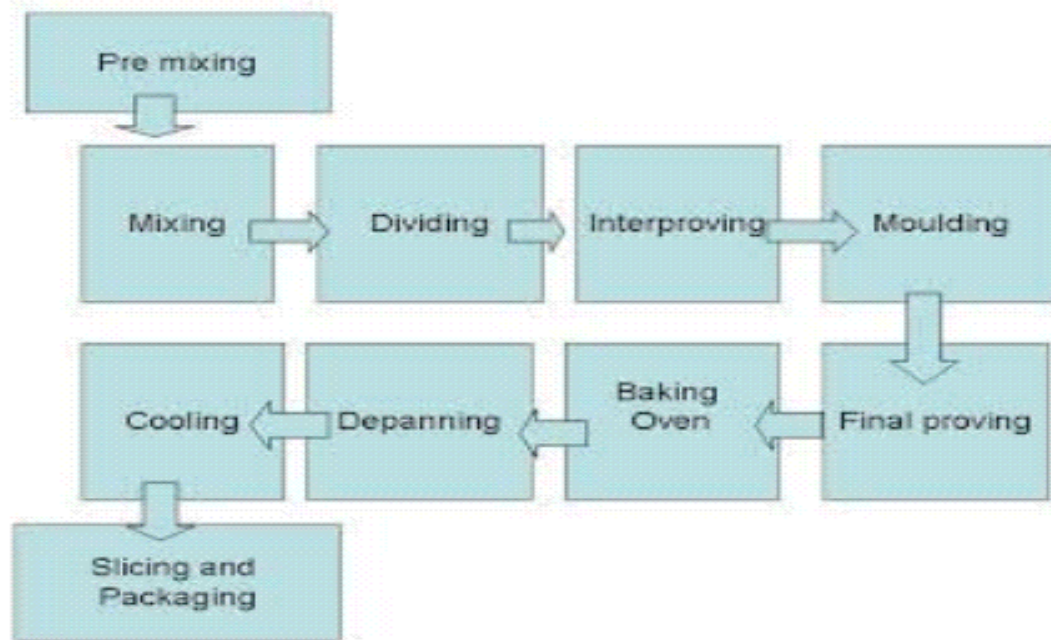 Pre mixing
Mixing
Dividing
Interproving
Moulding
Final proving
Baking
Oven
Depanning
Cooling
Slicing and
Packaging